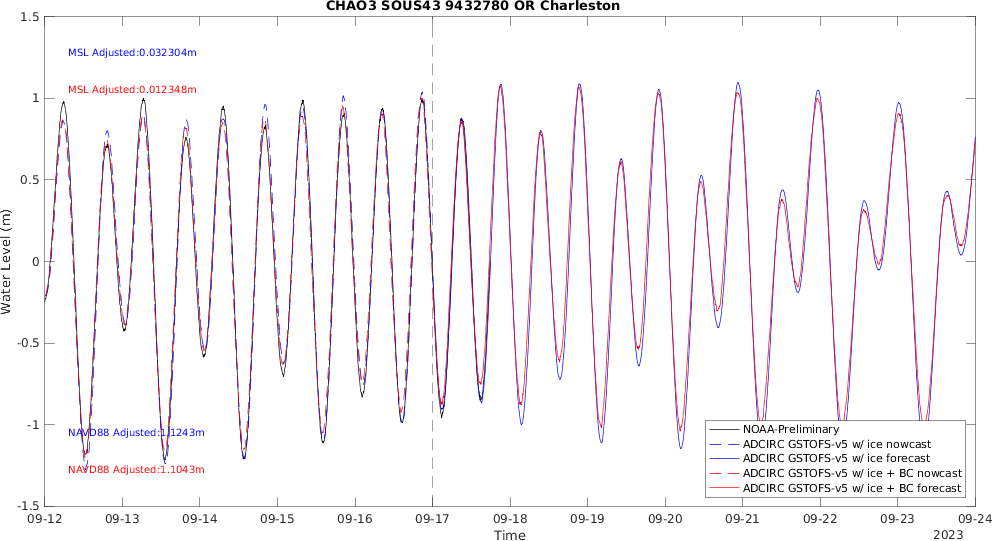 CHAO3 SOUS43 9432780 OR Charleston
1.5
MSL Adjusted:0.032304m
MSL Adjusted:0.012348m
1
0.5
0
-0.5
-1
-1.5
Water Level (m)
NAVD88 Adjusted:1.1243m
NAVD88 Adjusted:1.1043m
NOAA-Preliminary
ADCIRC GSTOFS-v5 w/ ice nowcast
ADCIRC GSTOFS-v5 w/ ice forecast
ADCIRC GSTOFS-v5 w/ ice + BC nowcast
ADCIRC GSTOFS-v5 w/ ice + BC forecast
09-12 09-13 09-14 09-15 09-16 09-17 09-18 09-19 09-20 09-21 09-22 09-23 09-24
Time
2023